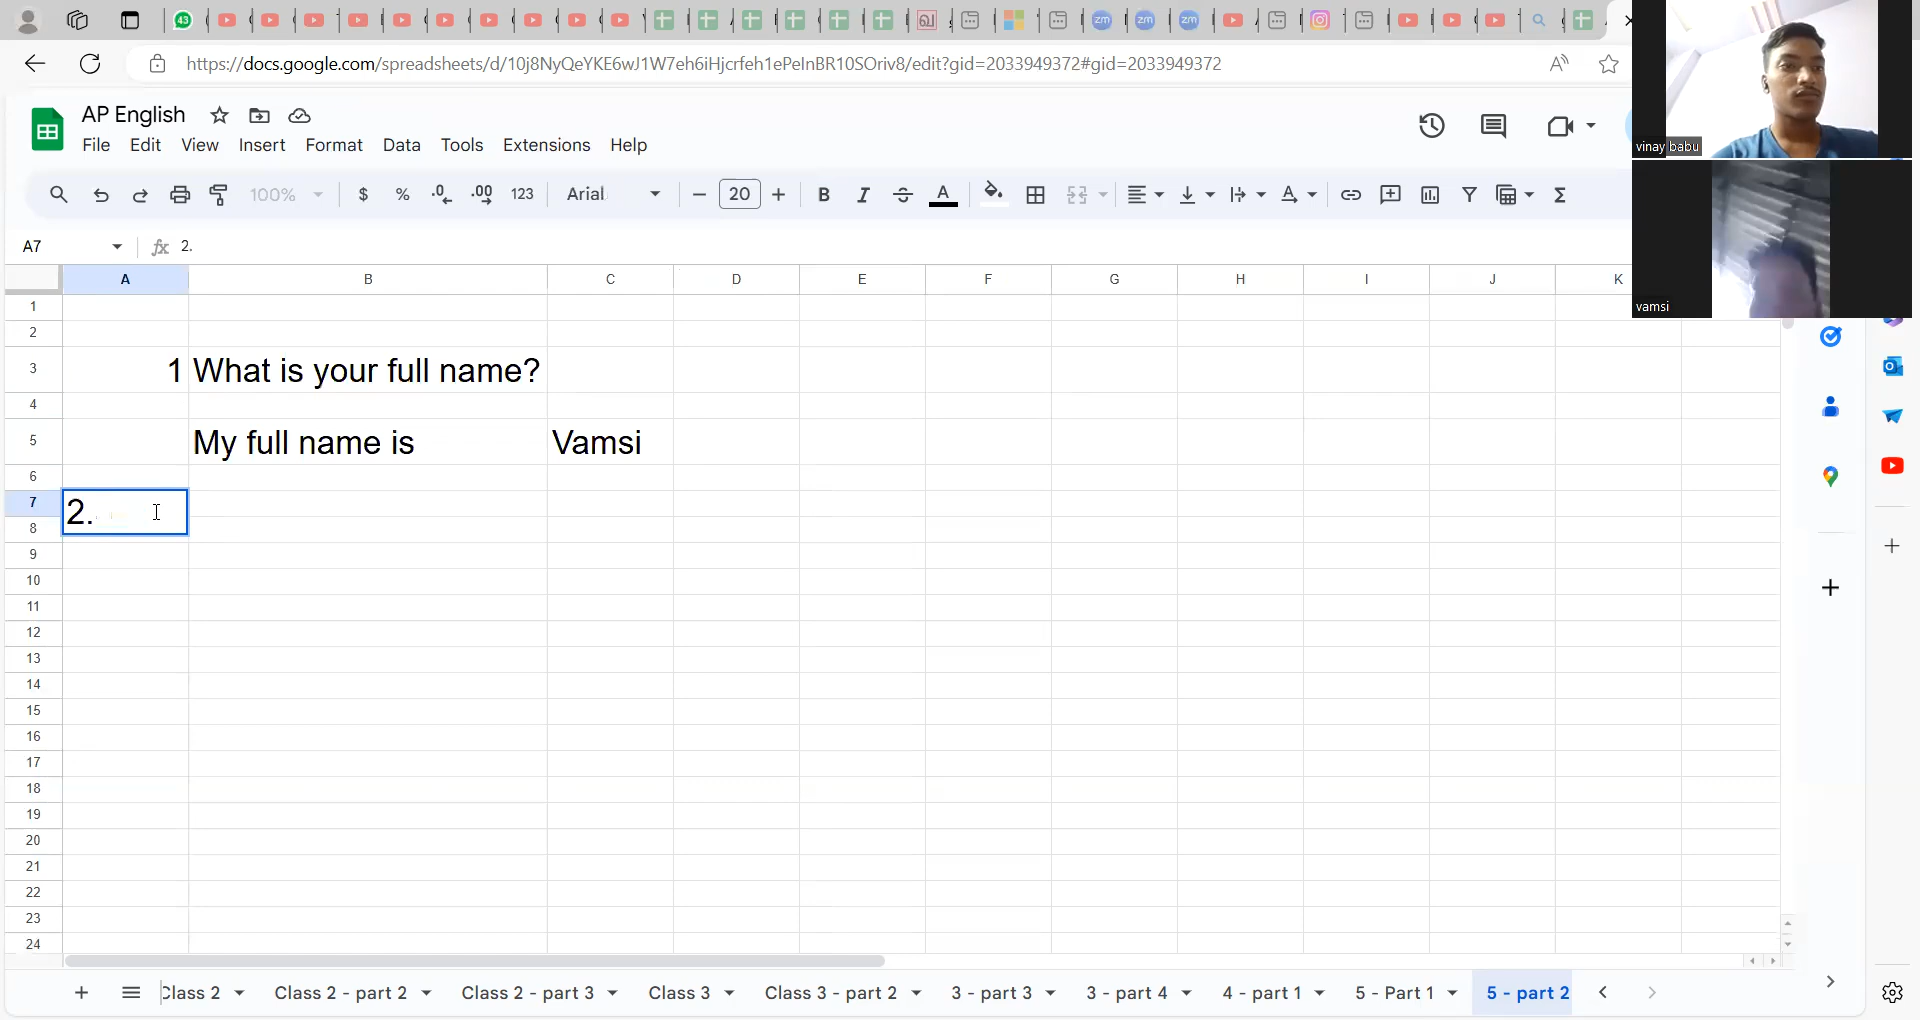 43
https://docs.google.com/spreadsheets/d/10j8NyQeYKE6wJ1W7eh6iHjcrfeh1ePeInBR10SOriv8/edit?gid=2033949372#gid=2033949372
AP English
File Edit View Insert Format Data Tools Extensions Help
100% $ % .0 .00 123 Arial 20 B I A
A7 fx 2.
A B C D E F G H I J K
1
2
3 1 What is your full name?
4
5 My full name is Vamsi
6
7 2.
8
9
10
11
12
13
14
15
16
17
18
19
20
21
22
23
24
Class 2 Class 2 - part 2 Class 2 - part 3 Class 3 Class 3 - part 2 3 - part 3 3 - part 4 4 - part 1 5 - Part 1 5 - part 2
vinay babu
vamsi